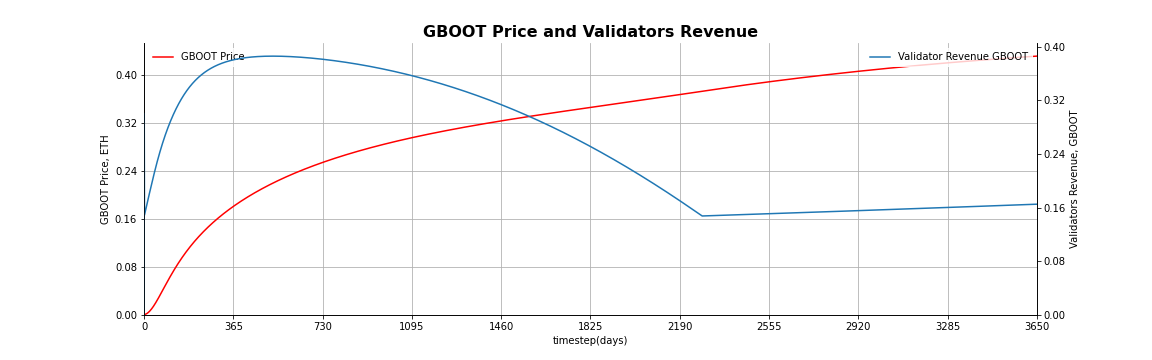 GBOOT Price and Validators Revenue
GBOOT Price
Validator Revenue GBOOT
GBOOT Price, ETH
0.40
0.32
0.24
0.16
0.08
0.00
0.40
0.32
0.24
0.16
0.08
0.00
Validators Revenue, GBOOT
0 365 730 1095 1460 1825 2190 2555 2920 3285 3650
timestep(days)